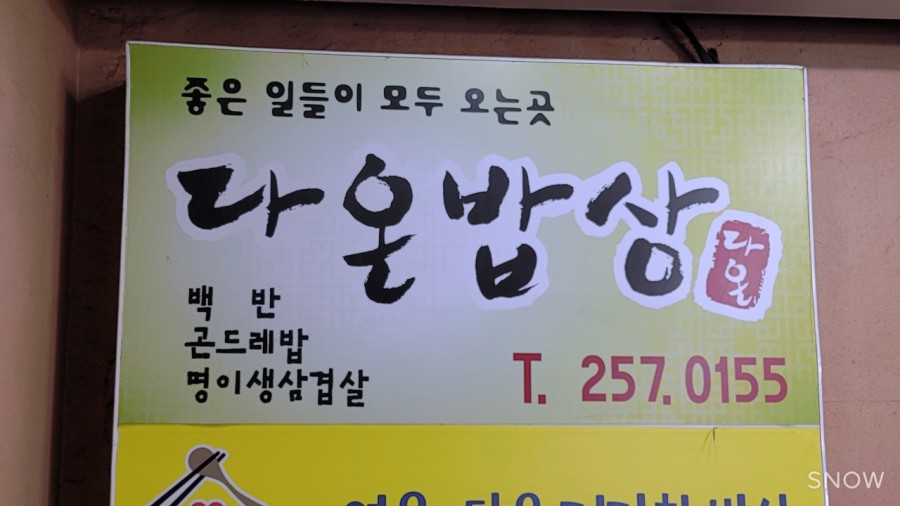 좋은 일들이 모두 오는곳
다온밥상
다온
백 반
곤드레밥
명이생삼겹살
T. 257. 0155
SNOW